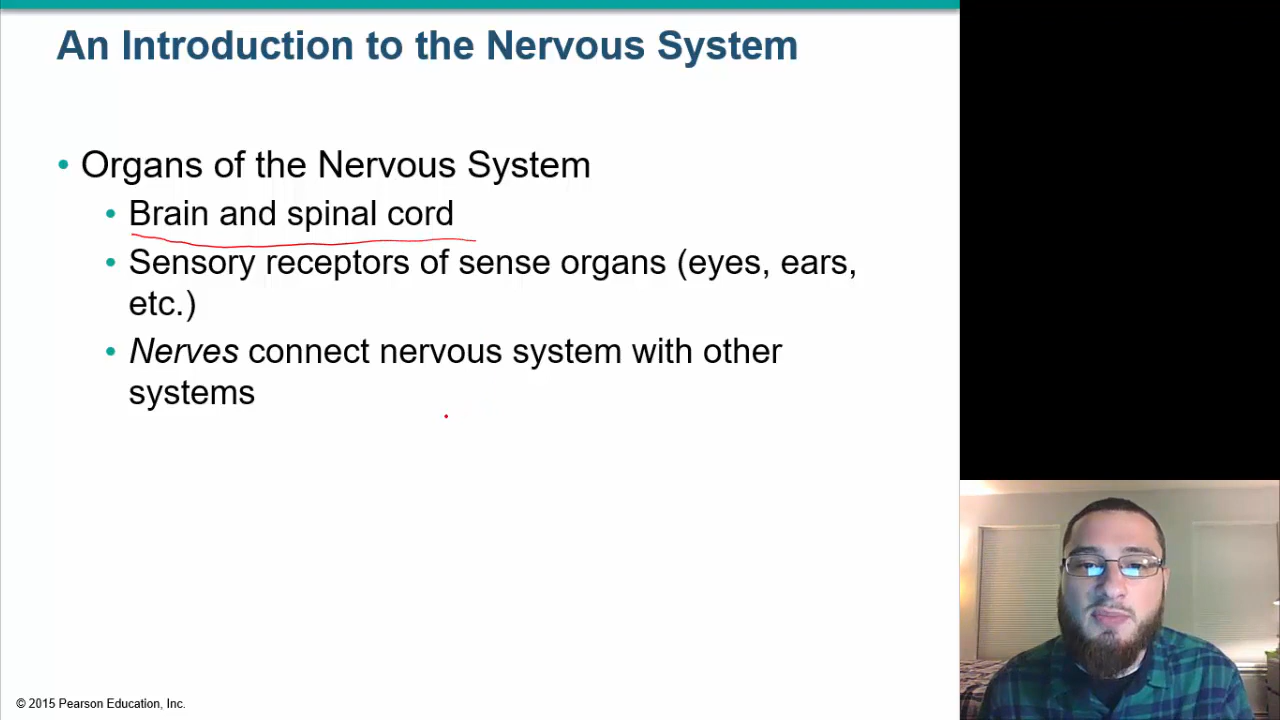 An Introduction to the Nervous System
• Organs of the Nervous System
• Brain and spinal cord
• Sensory receptors of sense organs (eyes, ears,
etc.)
• Nerves connect nervous system with other
systems
© 2015 Pearson Education, Inc.